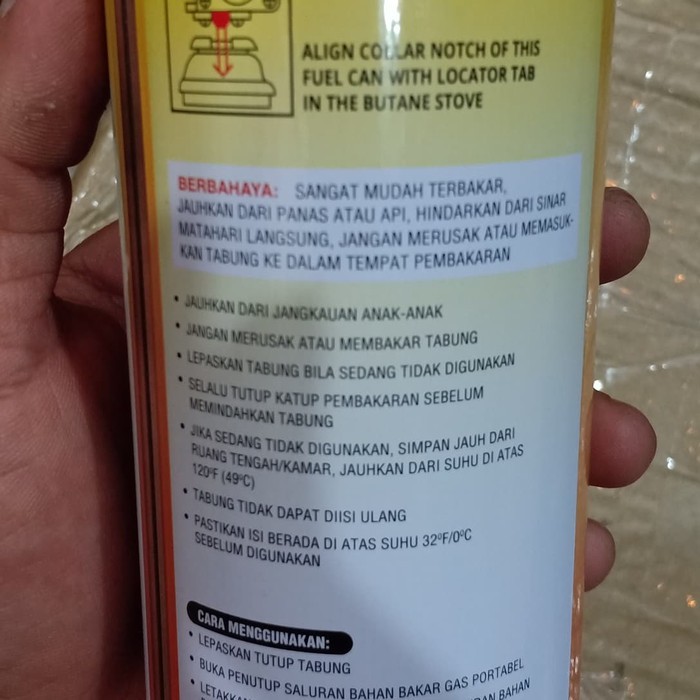 ALIGN COLLAR NOTCH OF THIS
FUEL CAN WITH LOCATOR TAB
IN THE BUTANE STOVE
BERBAHAYA: SANGAT MUDAH TERBAKAR,
JAUHKAN DARI PANAS ATAU API, HINDARKAN DARI SINAR
MATAHARI LANGSUNG, JANGAN MERUSAK ATAU MEMASUK-
KAN TABUNG KE DALAM TEMPAT PEMBAKARAN
• JAUHKAN DARI JANGKAUAN ANAK-ANAK
• JANGAN MERUSAK ATAU MEMBAKAR TABUNG
• LEPASKAN TABUNG BILA SEDANG TIDAK DIGUNAKAN
• SELALU TUTUP KATUP PEMBAKARAN SEBELUM
MEMINDAHKAN TABUNG
• JIKA SEDANG TIDAK DIGUNAKAN, SIMPAN JAUH DARI
RUANG TENGAH/KAMAR, JAUHKAN DARI SUHU DI ATAS
120ºF (49ºC)
• TABUNG TIDAK DAPAT DIISI ULANG
• PASTIKAN ISI BERADA DI ATAS SUHU 32ºF/0ºC
SEBELUM DIGUNAKAN
CARA MENGGUNAKAN:
• LEPASKAN TUTUP TABUNG
• BUKA PENUTUP SALURAN BAHAN BAKAR GAS PORTABEL
• LETAKKAN BAHAN